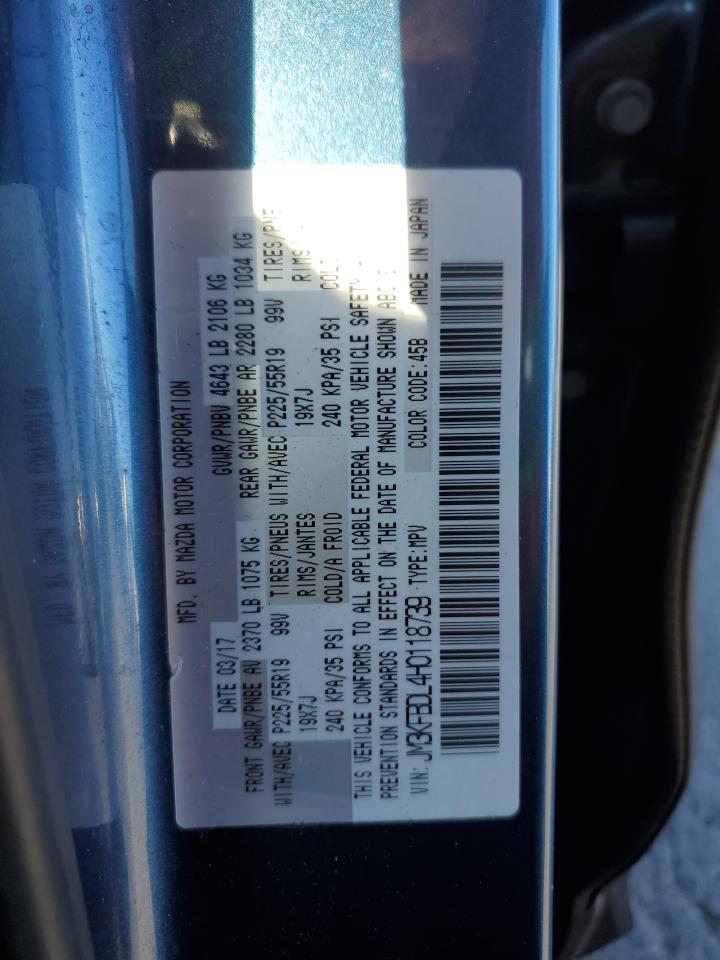 MFD. BY MAZDA MOTOR CORPORATION
DATE 03/17 GVWR/PNBV 4643 LB 2106 KG
FRONT GAWR/PNBE AV 2370 LB 1075 KG REAR GAWR/PNBE AR 2280 LB 1034 KG
WITH/AVEC P225/55R19 99V TIRES/PNEUS WITH/AVEC P225/55R19 99V
19X7J RIMS/JANTES 19X7J
240 KPA/35 PSI COLD/A FROID 240 KPA/35 PSI
THIS VEHICLE CONFORMS TO ALL APPLICABLE FEDERAL MOTOR VEHICLE SAFETY
PREVENTION STANDARDS IN EFFECT ON THE DATE OF MANUFACTURE SHOWN
VIN: JM3KFBDL4H0118739 TYPE:MPV COLOR CODE:45B MADE IN JAPAN